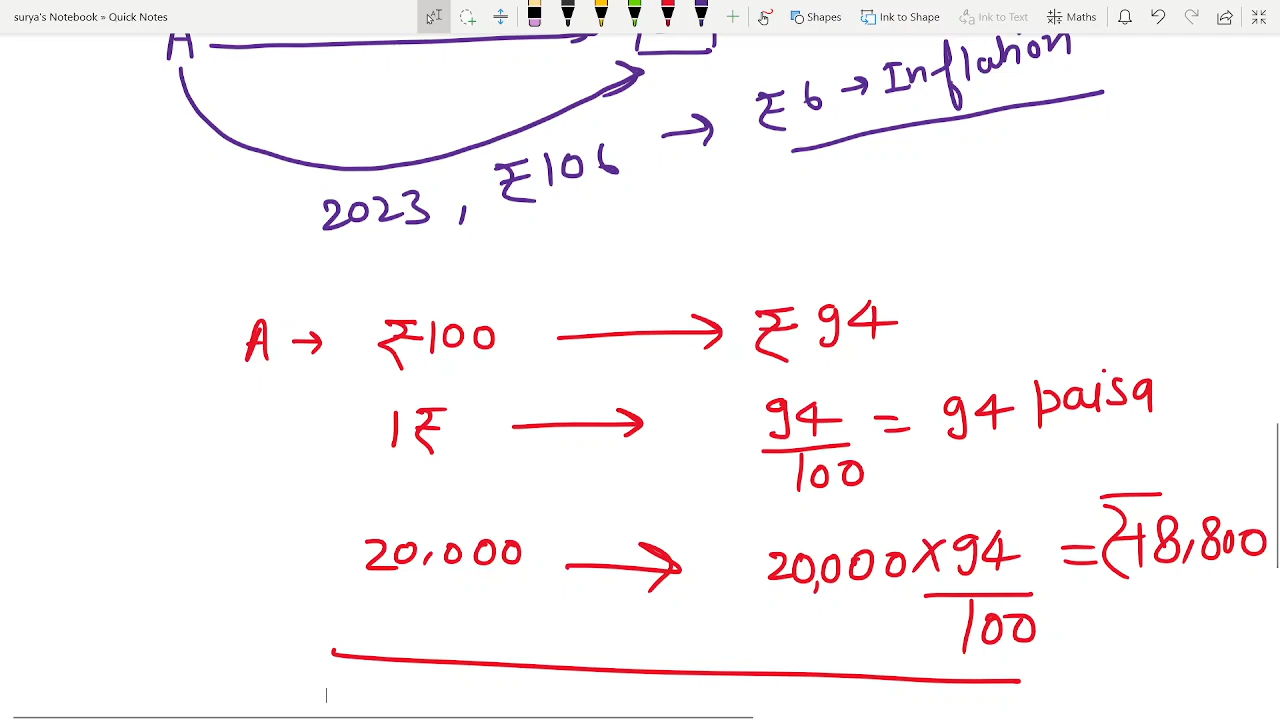 surya's Notebook » Quick Notes
Shapes Ink to Shape Ink to Text Maths
A
₹6 → Inflation
2023, ₹106 →
A → ₹100 → ₹94
1₹ → 94/100 = 94 paisa
20,000 → 20,000 × 94/100 = ₹18,800